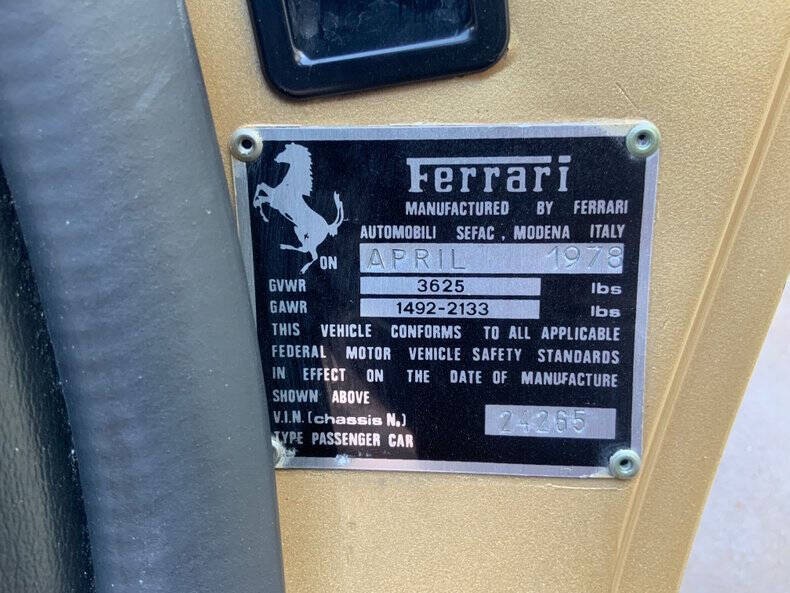 Ferrari
MANUFACTURED BY FERRARI
AUTOMOBILI SEFAC, MODENA ITALY
ON APRIL 1978
GVWR 3625 lbs
GAWR 1492-2133 lbs
THIS VEHICLE CONFORMS TO ALL APPLICABLE
FEDERAL MOTOR VEHICLE SAFETY STANDARDS
IN EFFECT ON THE DATE OF MANUFACTURE
SHOWN ABOVE
V.I.N. (chassis Nr) 24265
TYPE PASSENGER CAR